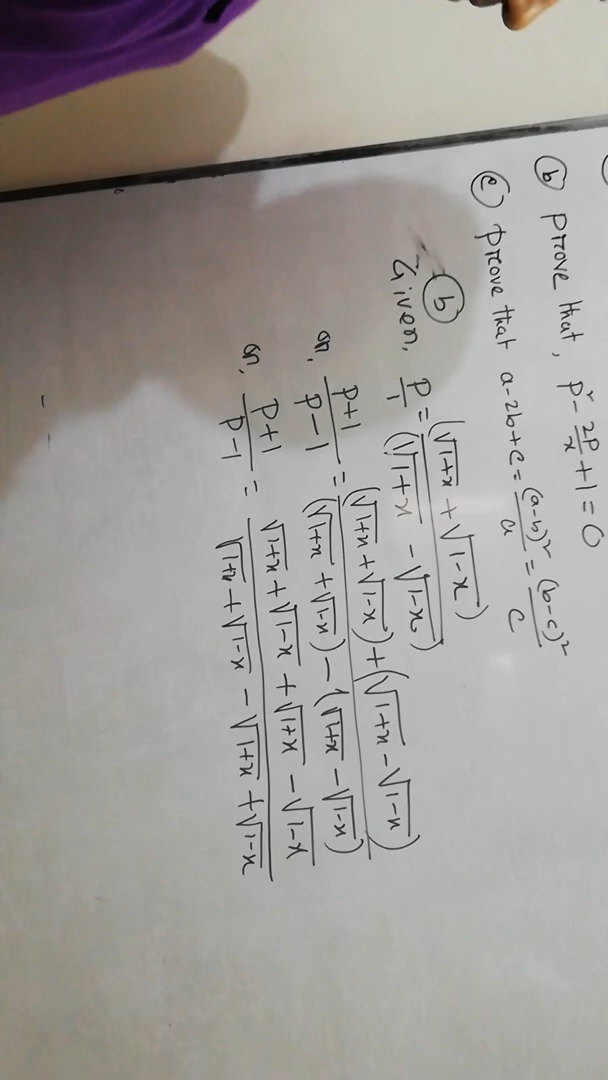 ⓑ prove that, p² - 2p/x + 1 = 0
ⓒ prove that a-2b+c = (a-b)²/a = (b-c)²/c
ⓑ
Given, p/1 = (√1+x + √1-x)/(√1+x - √1-x)
or, p+1/p-1 = (√1+x + √1-x) + (√1+x - √1-x)/(√1+x + √1-x) - (√1+x - √1-x)
or, p+1/p-1 = √1+x + √1-x + √1+x - √1-x/√1+x + √1-x - √1+x + √1-x